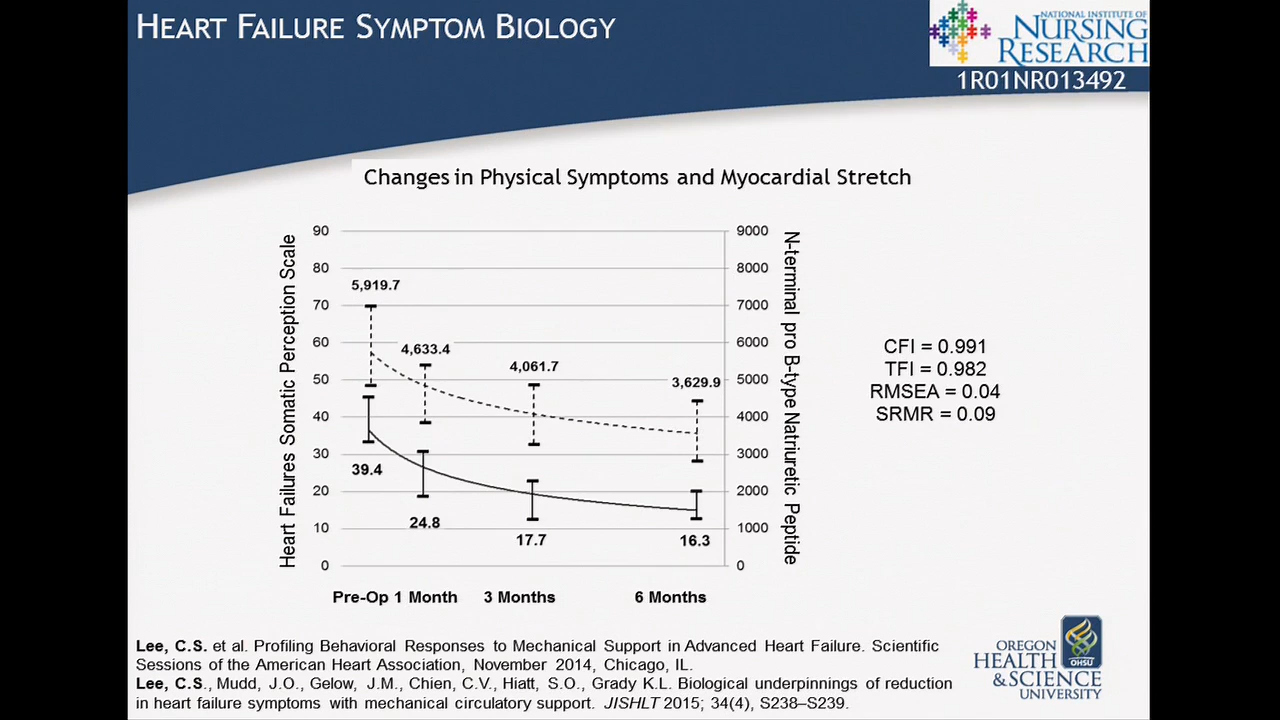 HEART FAILURE SYMPTOM BIOLOGY
NATIONAL INSTITUTE OF
NURSING
RESEARCH
1R01NR013492
Changes in Physical Symptoms and Myocardial Stretch
Heart Failures Somatic Perception Scale
90
80
70
60
50
40
30
20
10
0
5,919.7
4,633.4
4,061.7
3,629.9
39.4
24.8
17.7
16.3
9000
8000
7000
6000
5000
4000
3000
2000
1000
0
N-terminal pro B-type Natriuretic Peptide
Pre-Op 1 Month 3 Months 6 Months
CFI = 0.991
TFI = 0.982
RMSEA = 0.04
SRMR = 0.09
Lee, C.S. et al. Profiling Behavioral Responses to Mechanical Support in Advanced Heart Failure. Scientific
Sessions of the American Heart Association, November 2014, Chicago, IL.
Lee, C.S., Mudd, J.O., Gelow, J.M., Chien, C.V., Hiatt, S.O., Grady K.L. Biological underpinnings of reduction
in heart failure symptoms with mechanical circulatory support. JISHLT 2015; 34(4), S238–S239.
OREGON
HEALTH
& SCIENCE
UNIVERSITY
OHSU